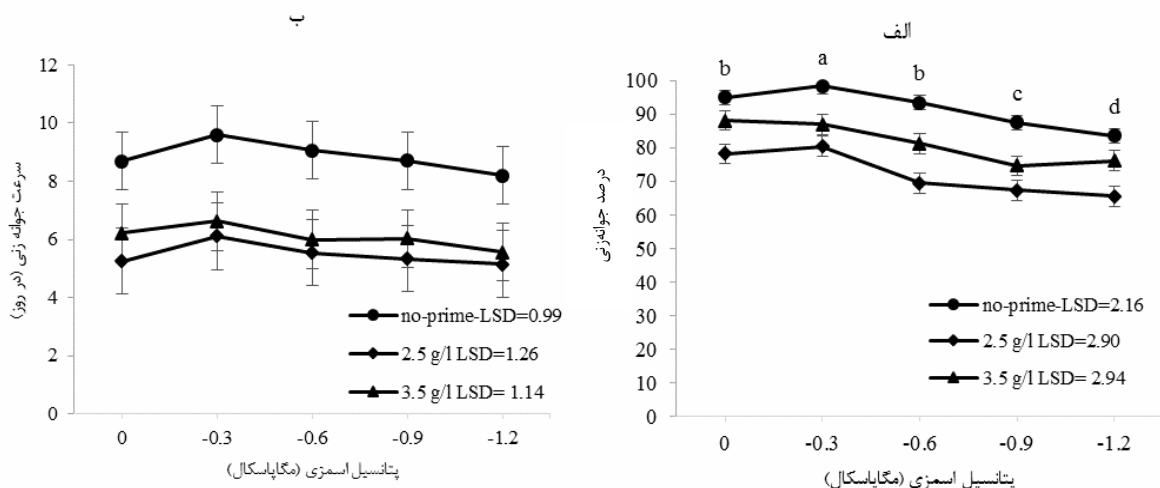 ب
12
10
8
6
4
2
0
سرعت جوانه زنی (در روز)
no-prime-LSD=0.99
2.5 g/l LSD=1.26
3.5 g/l LSD= 1.14
0 -0.3 -0.6 -0.9 -1.2
پتانسیل اسمزی (مگاپاسکال)
الف
b a b c d
100
90
80
70
60
50
40
30
20
10
0
درصد جوانه‌زنی
no-prime-LSD=2.16
2.5 g/l LSD=2.90
3.5 g/l LSD= 2.94
0 -0.3 -0.6 -0.9 -1.2
پتانسیل اسمزی (مگاپاسکال)